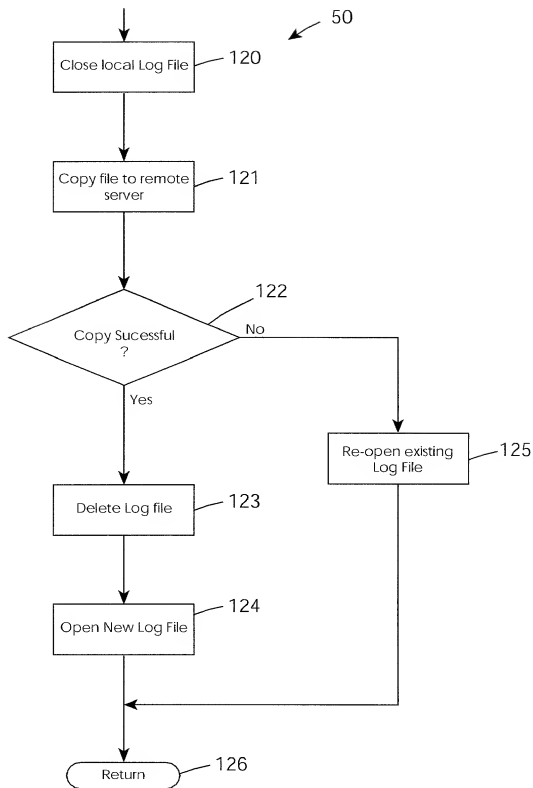 50
Close local Log File
120
Copy file to remote
server
121
122
Copy Sucessful
?
No
Yes
Re-open existing
Log File
125
Delete Log file
123
124
Open New Log File
Return
126